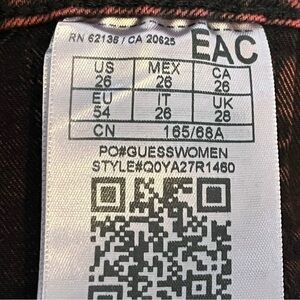 RN 62136 / CA 20625 EAC
US MEX CA
26 26 26
EU IT UK
54 26 28
CN 165/68A
PO#GUESSWOMEN
STYLE#Q0YA27R1460